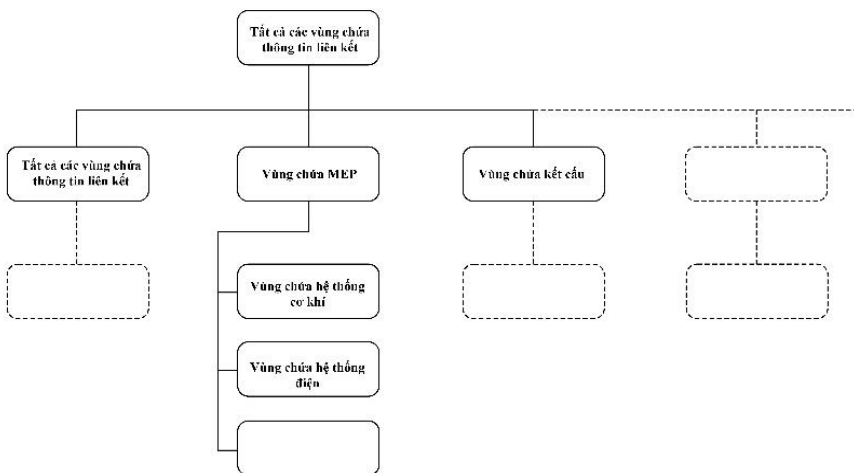 Tất cả các vùng chứa
thông tin liên kết
Tất cả các vùng chứa
thông tin liên kết
Vùng chứa MEP
Vùng chứa kết cấu
Vùng chứa hệ thống
cơ khí
Vùng chứa hệ thống
điện